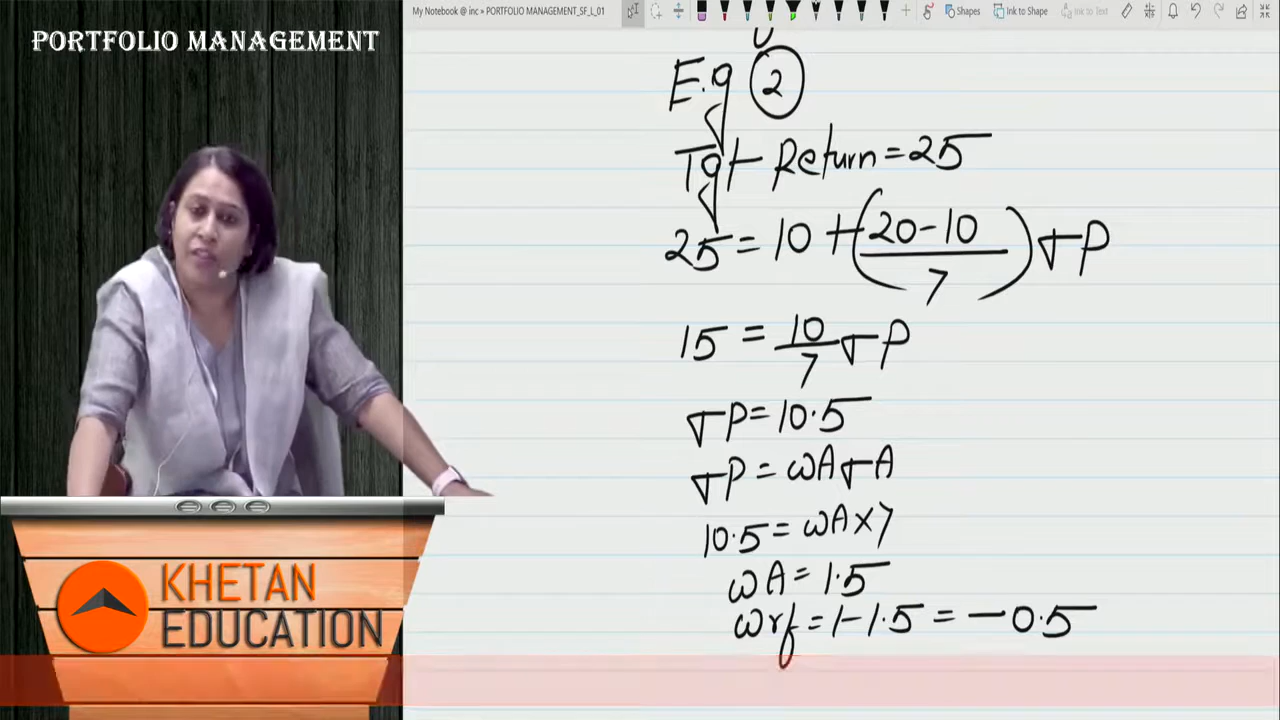 PORTFOLIO MANAGEMENT
My Notebook @ inc » PORTFOLIO MANAGEMENT_SF_L_01
Shapes
Ink to Shape
Ink to Text
E.g 2
Tgt Return = 25
25 = 10 + (20-10 / 7) σP
15 = 10/7 σP
σP = 10.5
σP = ωAσA
10.5 = ωA×7
ωA = 1.5
ωrf = 1-1.5 = -0.5
KHETAN
EDUCATION